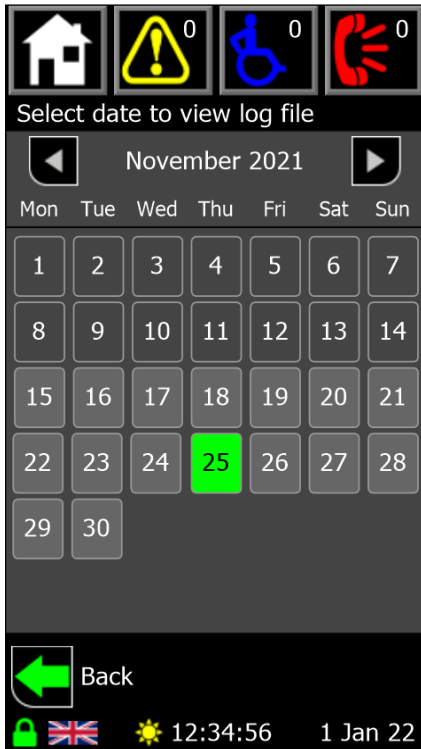 0 0 0
Select date to view log file
November 2021
Mon Tue Wed Thu Fri Sat Sun
1 2 3 4 5 6 7
8 9 10 11 12 13 14
15 16 17 18 19 20 21
22 23 24 25 26 27 28
29 30
Back
12:34:56 1 Jan 22